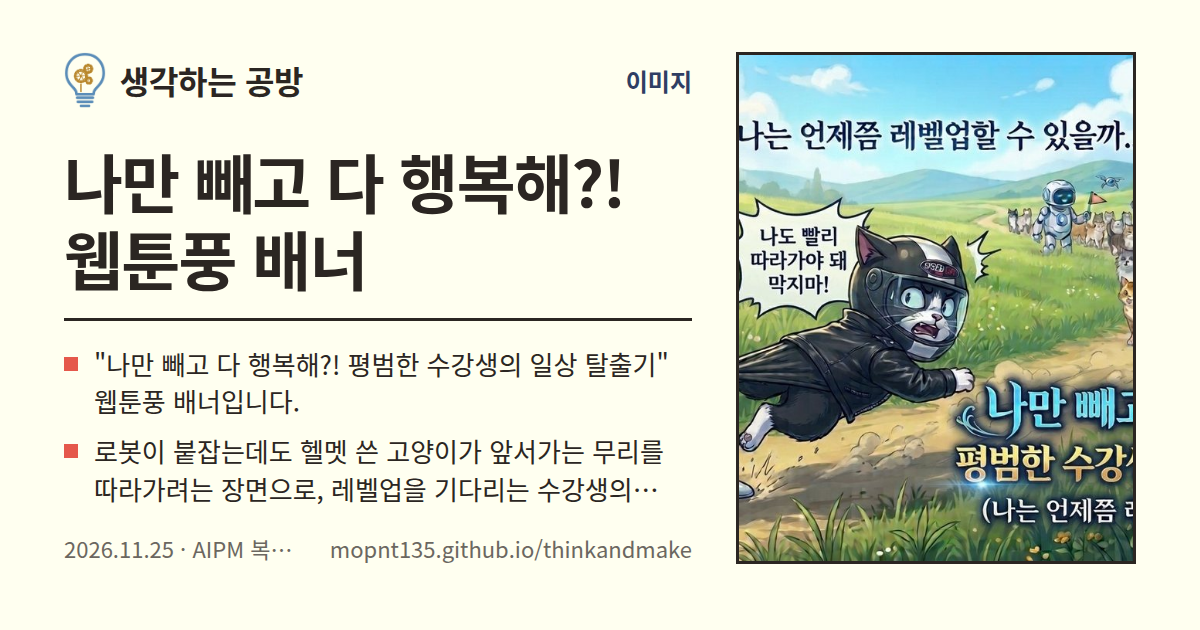 생각하는 공방
이미지
나만 빼고 다 행복해?!
웹툰풍 배너
"나만 빼고 다 행복해?! 평범한 수강생의 일상 탈출기"
웹툰풍 배너입니다.
로봇이 붙잡는데도 헬멧 쓴 고양이가 앞서가는 무리를
따라가려는 장면으로, 레벨업을 기다리는 수강생의…
2026.11.25 · AIPM 복…
mopnt135.github.io/thinkandmake
나는 언제쯤 레벨업할 수 있을까.
나도 빨리
따라가야 돼
막지마!
나만 빼고
평범한 수강
(나는 언제쯤